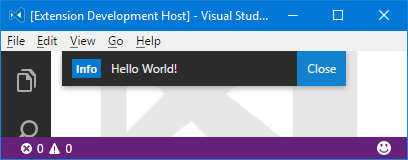 [Extension Development Host] - Visual Stud...
File Edit View Go Help
Info Hello World! Close
0 0